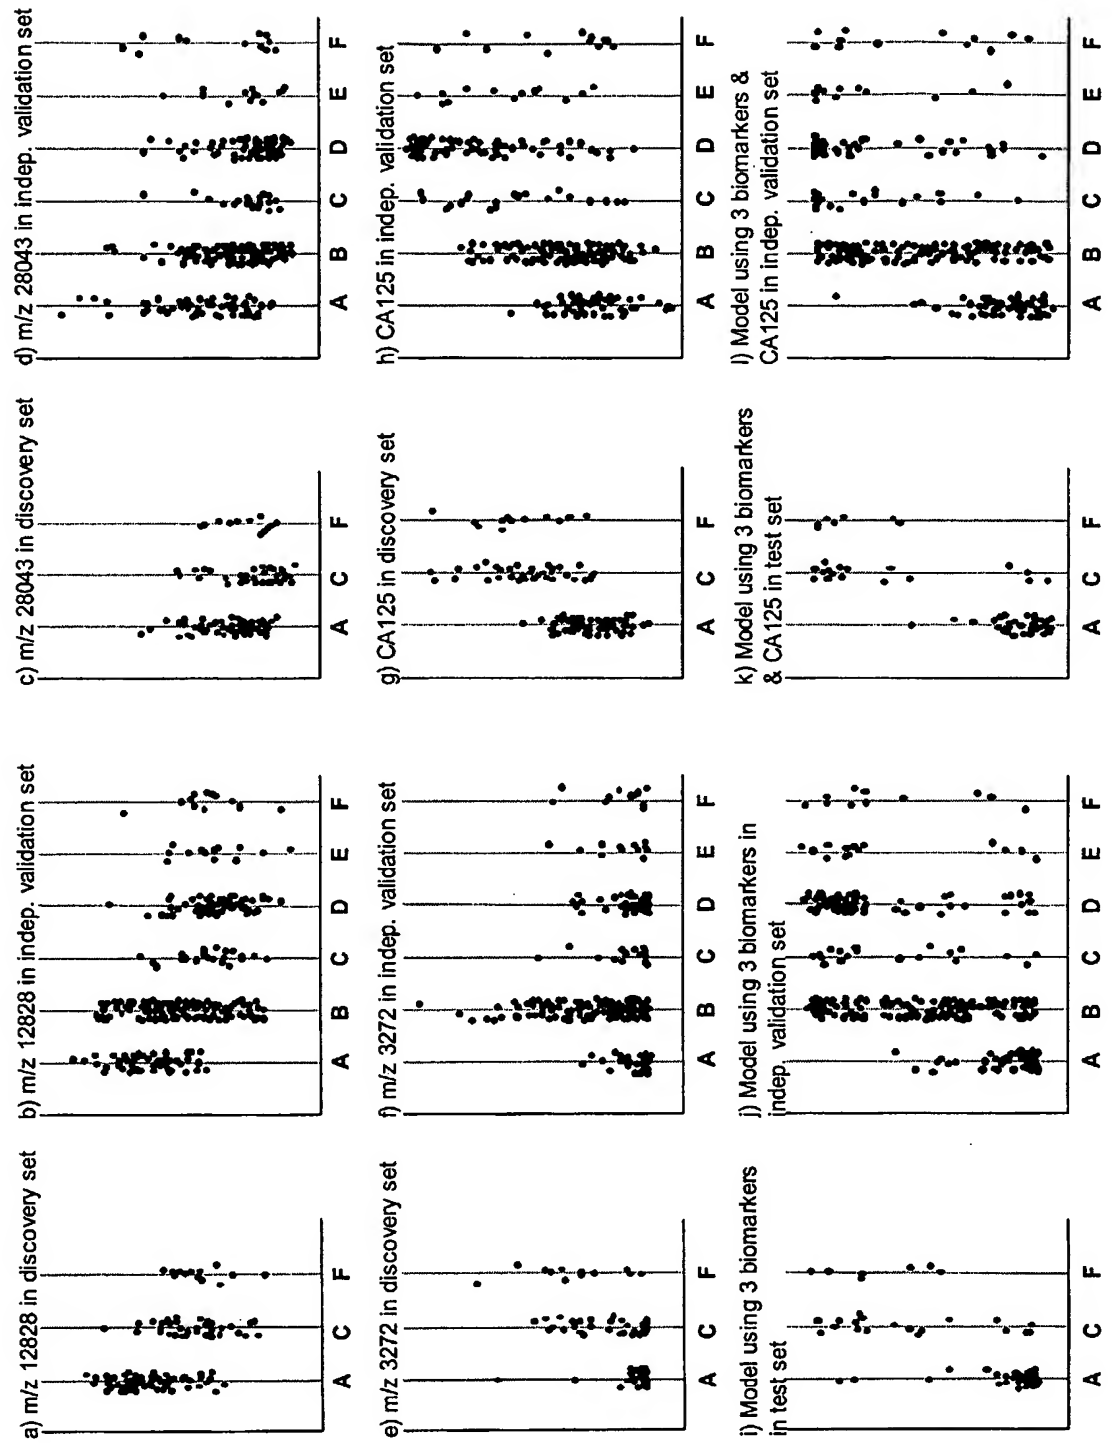 a) m/z 12828 in discovery set
A C F
b) m/z 12828 in indep. validation set
A B C D E F
c) m/z 28043 in discovery set
A C F
d) m/z 28043 in indep. validation set
A B C D E F
e) m/z 3272 in discovery set
A C F
f) m/z 3272 in indep. validation set
A B C D E F
g) CA125 in discovery set
A C F
h) CA125 in indep. validation set
A B C D E F
i) Model using 3 biomarkers
in test set
A C F
j) Model using 3 biomarkers in
indep. validation set
A B C D E F
k) Model using 3 biomarkers
& CA125 in test set
A C F
l) Model using 3 biomarkers &
CA125 in indep. validation set
A B C D E F